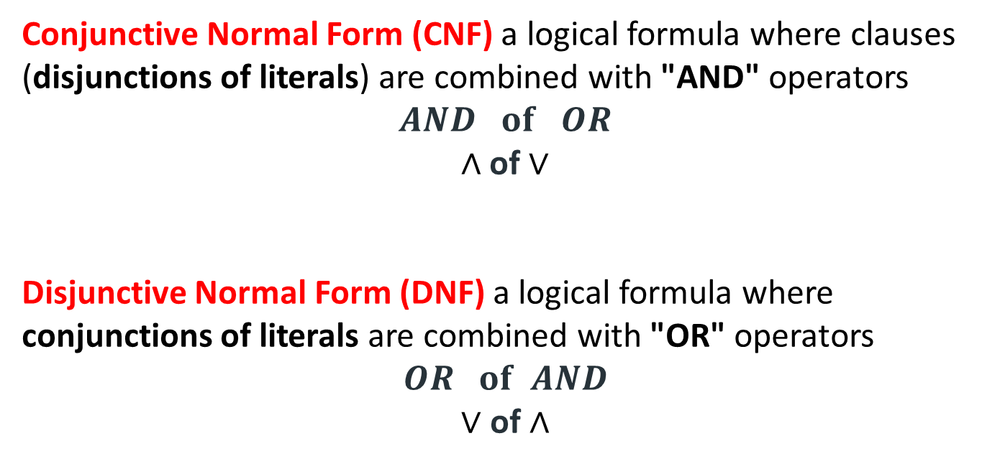 Conjunctive Normal Form (CNF) a logical formula where clauses
(disjunctions of literals) are combined with "AND" operators
AND of OR
∧ of ∨
Disjunctive Normal Form (DNF) a logical formula where
conjunctions of literals are combined with "OR" operators
OR of AND
∨ of ∧